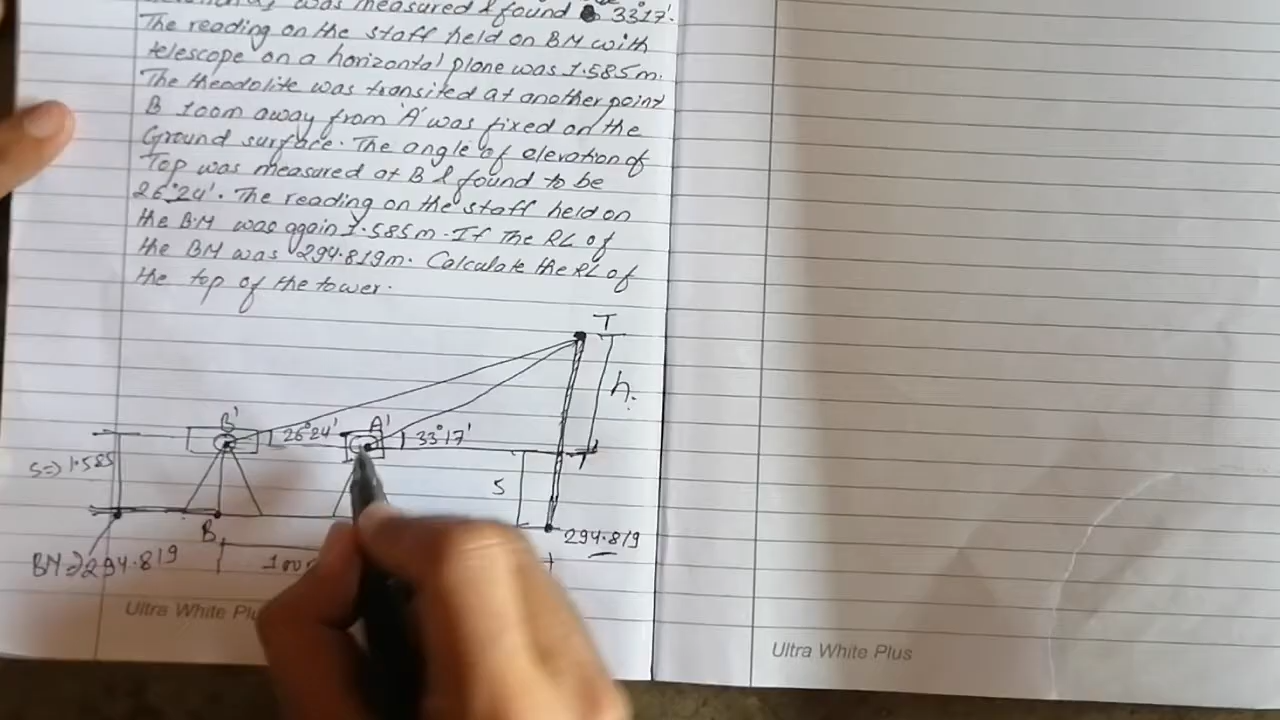 was measured & found 33°17'.
The reading on the staff held on BM with
telescope on a horizontal plane was 1.585m.
The theodolite was transited at another point
B 100m away from 'A' was fixed on the
Ground surface. The angle of elevation of
Top was measured at B & found to be
26°24'. The reading on the staff held on
the BM was again 1.585m. If the RL of
the BM was 294.819m. Calculate the RL of
the top of the tower.
T
h.
B'
26°24'
A'
33°17'
S=> 1.585
S
B
294.819
BM=>294.819
100
Ultra White
Ultra White Plus